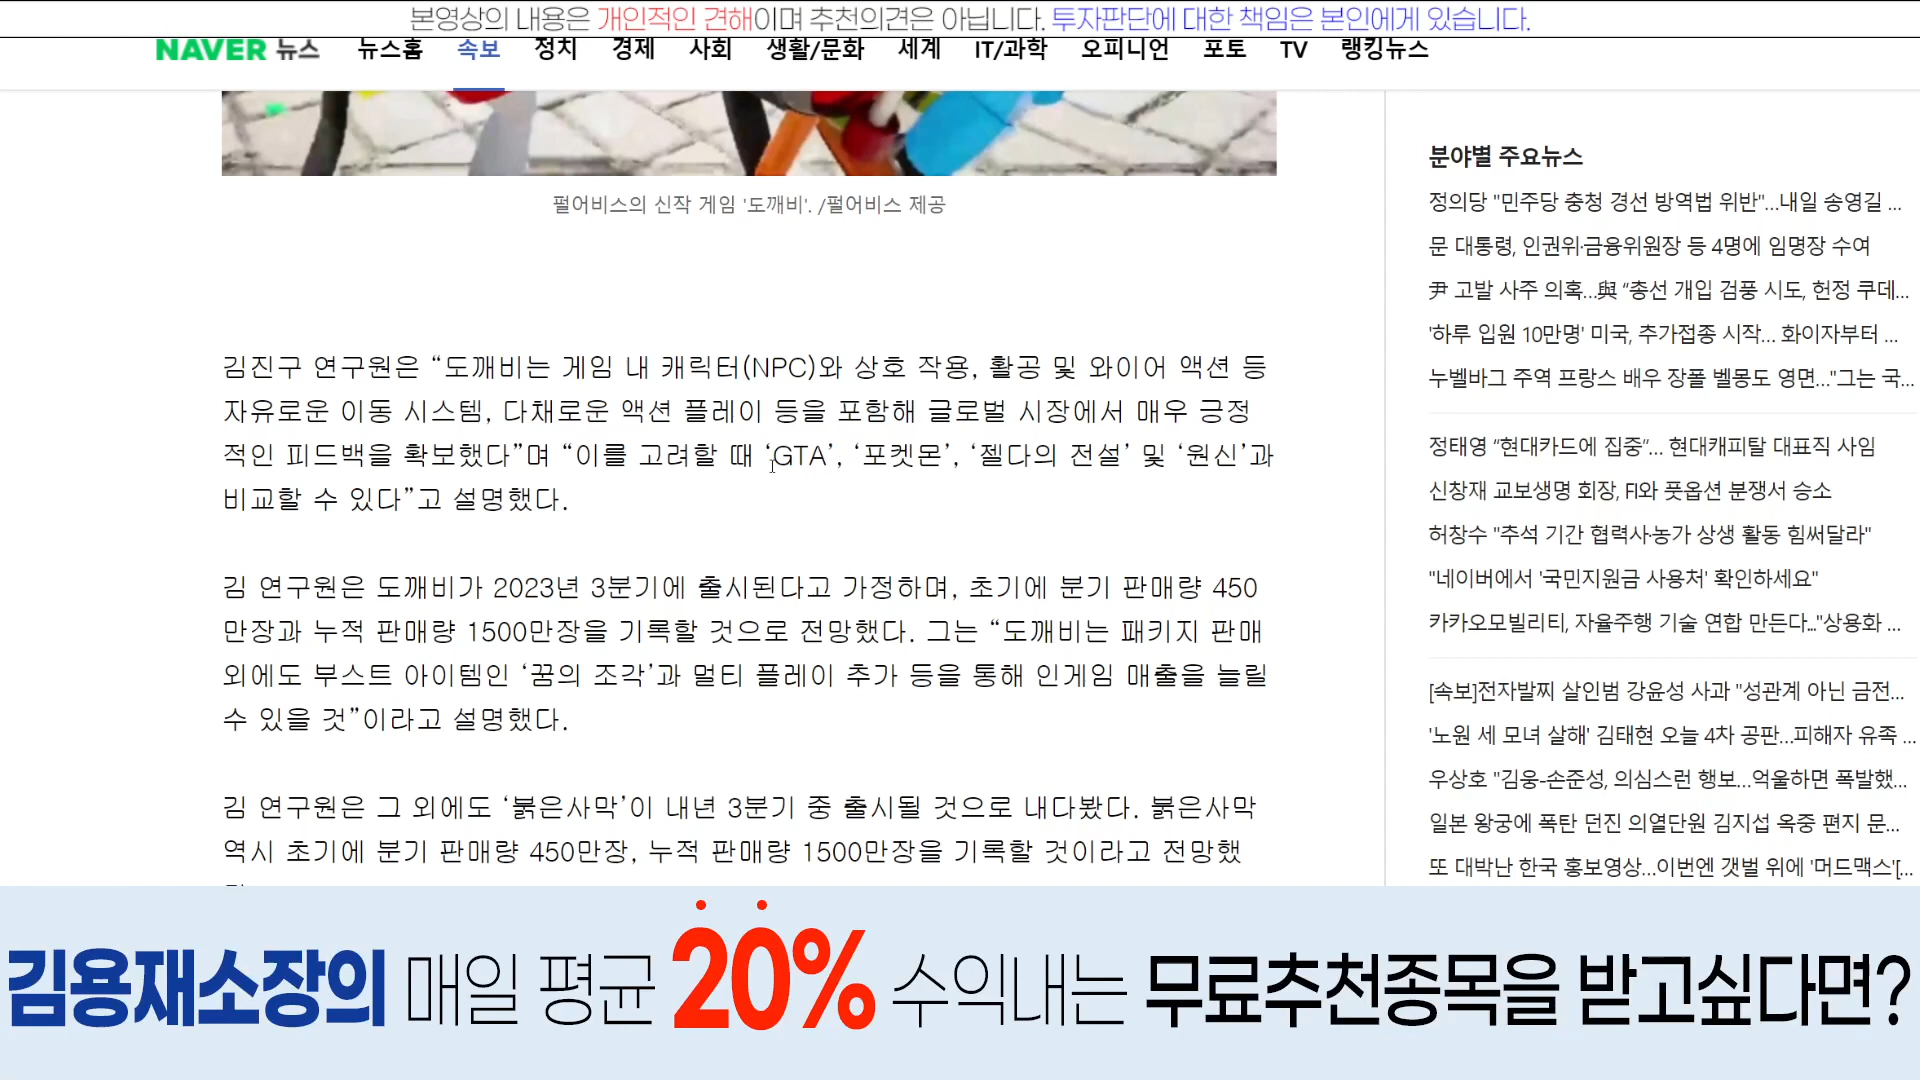 본영상의 내용은 개인적인 견해이며 추천의견은 아닙니다. 투자판단에 대한 책임은 본인에게 있습니다.
NAVER 뉴스 뉴스홈 속보 정치 경제 사회 생활/문화 세계 IT/과학 오피니언 포토 TV 랭킹뉴스
펄어비스의 신작 게임 '도깨비'. /펄어비스 제공
김진구 연구원은 “도깨비는 게임 내 캐릭터(NPC)와 상호 작용, 활공 및 와이어 액션 등
자유로운 이동 시스템, 다채로운 액션 플레이 등을 포함해 글로벌 시장에서 매우 긍정
적인 피드백을 확보했다”며 “이를 고려할 때 ‘GTA’, ‘포켓몬’, ‘젤다의 전설’ 및 ‘원신’과
비교할 수 있다”고 설명했다.
김 연구원은 도깨비가 2023년 3분기에 출시된다고 가정하며, 초기에 분기 판매량 450
만장과 누적 판매량 1500만장을 기록할 것으로 전망했다. 그는 “도깨비는 패키지 판매
외에도 부스트 아이템인 ‘꿈의 조각’과 멀티 플레이 추가 등을 통해 인게임 매출을 늘릴
수 있을 것”이라고 설명했다.
김 연구원은 그 외에도 ‘붉은사막’이 내년 3분기 중 출시될 것으로 내다봤다. 붉은사막
역시 초기에 분기 판매량 450만장, 누적 판매량 1500만장을 기록할 것이라고 전망했
분야별 주요뉴스
정의당 "민주당 충청 경선 방역법 위반"...내일 송영길 ...
문 대통령, 인권위·금융위원장 등 4명에 임명장 수여
尹 고발 사주 의혹...與 “총선 개입 검풍 시도, 헌정 쿠데...
'하루 입원 10만명' 미국, 추가접종 시작... 화이자부터 ...
누벨바그 주역 프랑스 배우 장폴 벨몽도 영면..."그는 국...
정태영 “현대카드에 집중”... 현대캐피탈 대표직 사임
신창재 교보생명 회장, FI와 풋옵션 분쟁서 승소
허창수 "추석 기간 협력사·농가 상생 활동 힘써달라"
"네이버에서 '국민지원금 사용처' 확인하세요"
카카오모빌리티, 자율주행 기술 연합 만든다.."상용화 ...
[속보]전자발찌 살인범 강윤성 사과 "성관계 아닌 금전...
'노원 세 모녀 살해' 김태현 오늘 4차 공판...피해자 유족 ...
우상호 "김웅-손준성, 의심스런 행보...억울하면 폭발했...
일본 왕궁에 폭탄 던진 의열단원 김지섭 옥중 편지 문...
또 대박난 한국 홍보영상...이번엔 갯벌 위에 '머드맥스'[...
김용재소장의 매일 평균 20% 수익내는 무료추천종목을 받고싶다면?